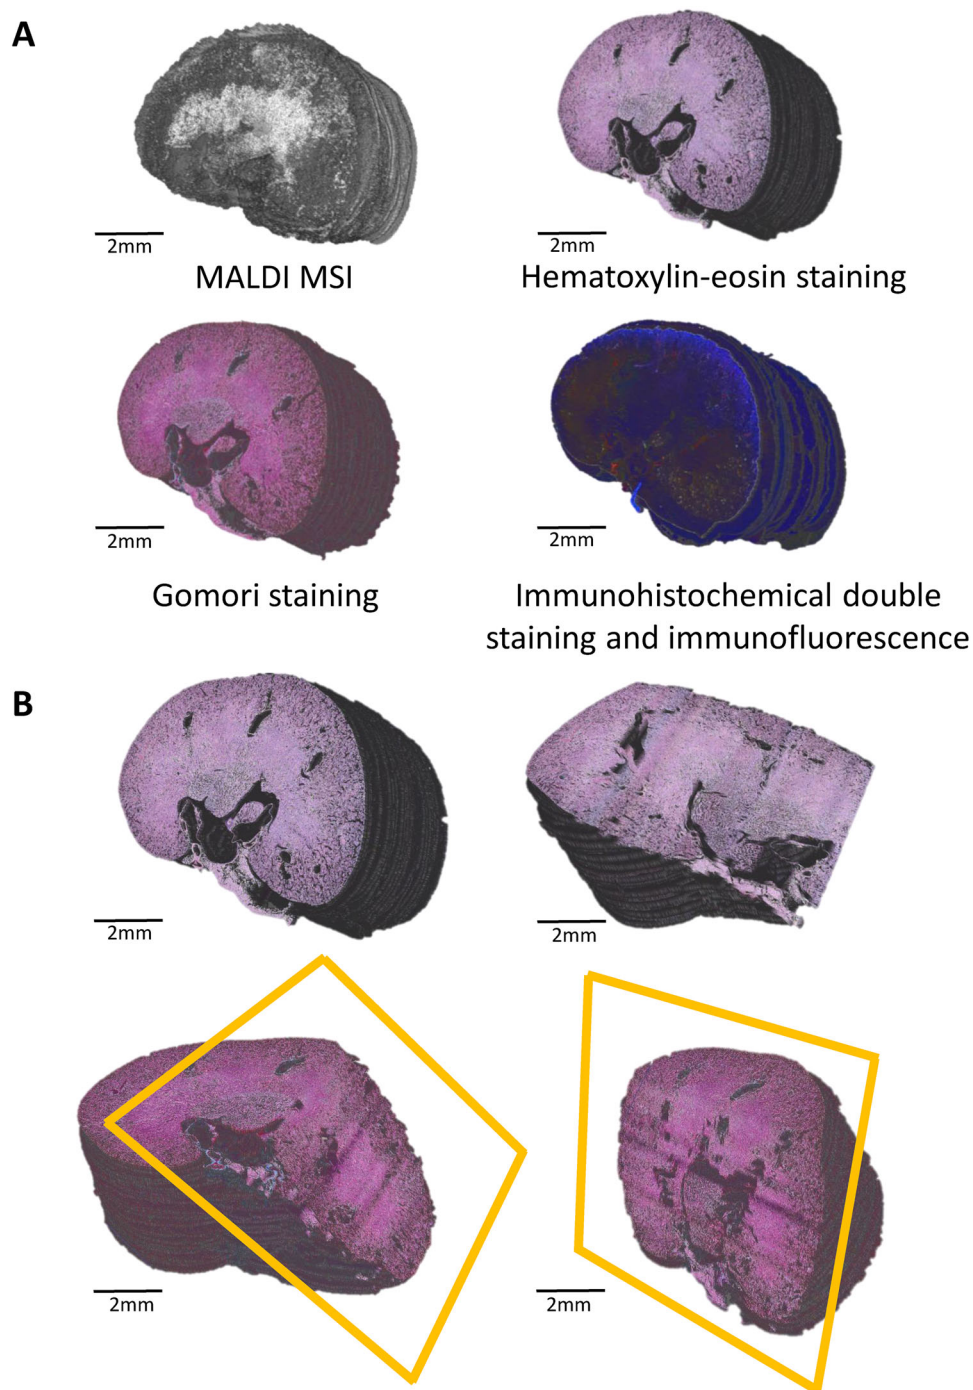 A
2mm
2mm
MALDI MSI
Hematoxylin-eosin staining
2mm
2mm
Gomori staining
Immunohistochemical double
staining and immunofluorescence
B
2mm
2mm
2mm
2mm